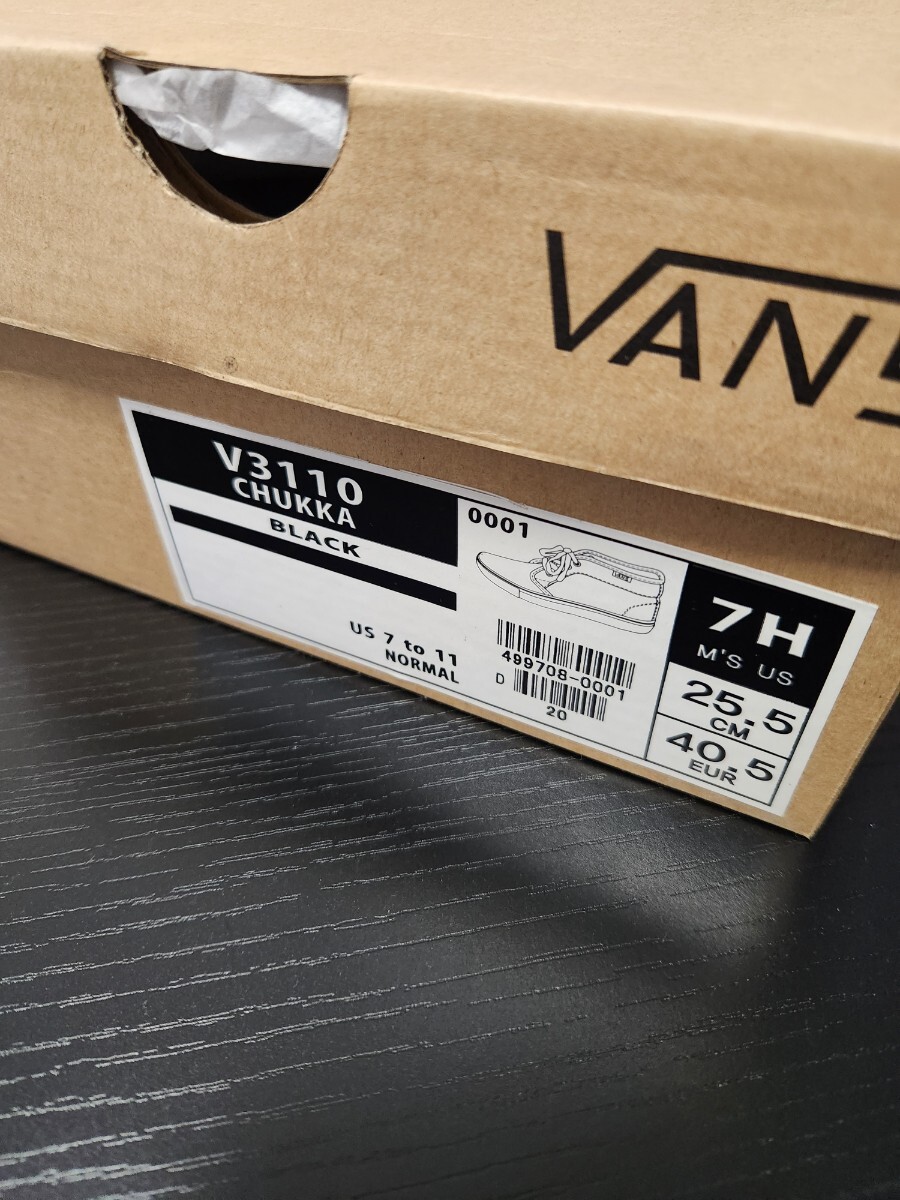 VANS
V3110
CHUKKA
BLACK
US 7 to 11
NORMAL
0001
499708-0001
D
20
7H
M'S US
25.5
CM
40.5
EUR